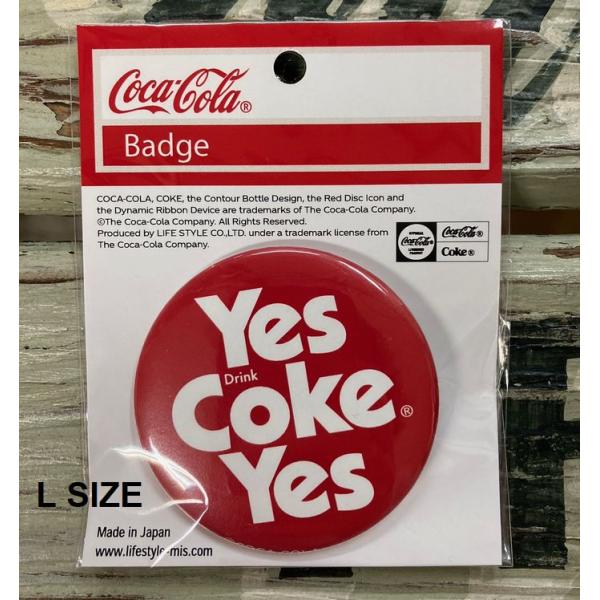 Coca-Cola®
Badge
COCA-COLA, COKE, the Contour Bottle Design, the Red Disc Icon and
the Dynamic Ribbon Device are trademarks of The Coca-Cola Company.
©The Coca-Cola Company. All Rights Reserved.
Produced by LIFE STYLE CO.,LTD. under a trademark license from
The Coca-Cola Company.
Coca-Cola
Coca-Cola®
Coke®
Yes
Drink
Coke®
Yes
L SIZE
Made in Japan
www.lifestyle-mis.com